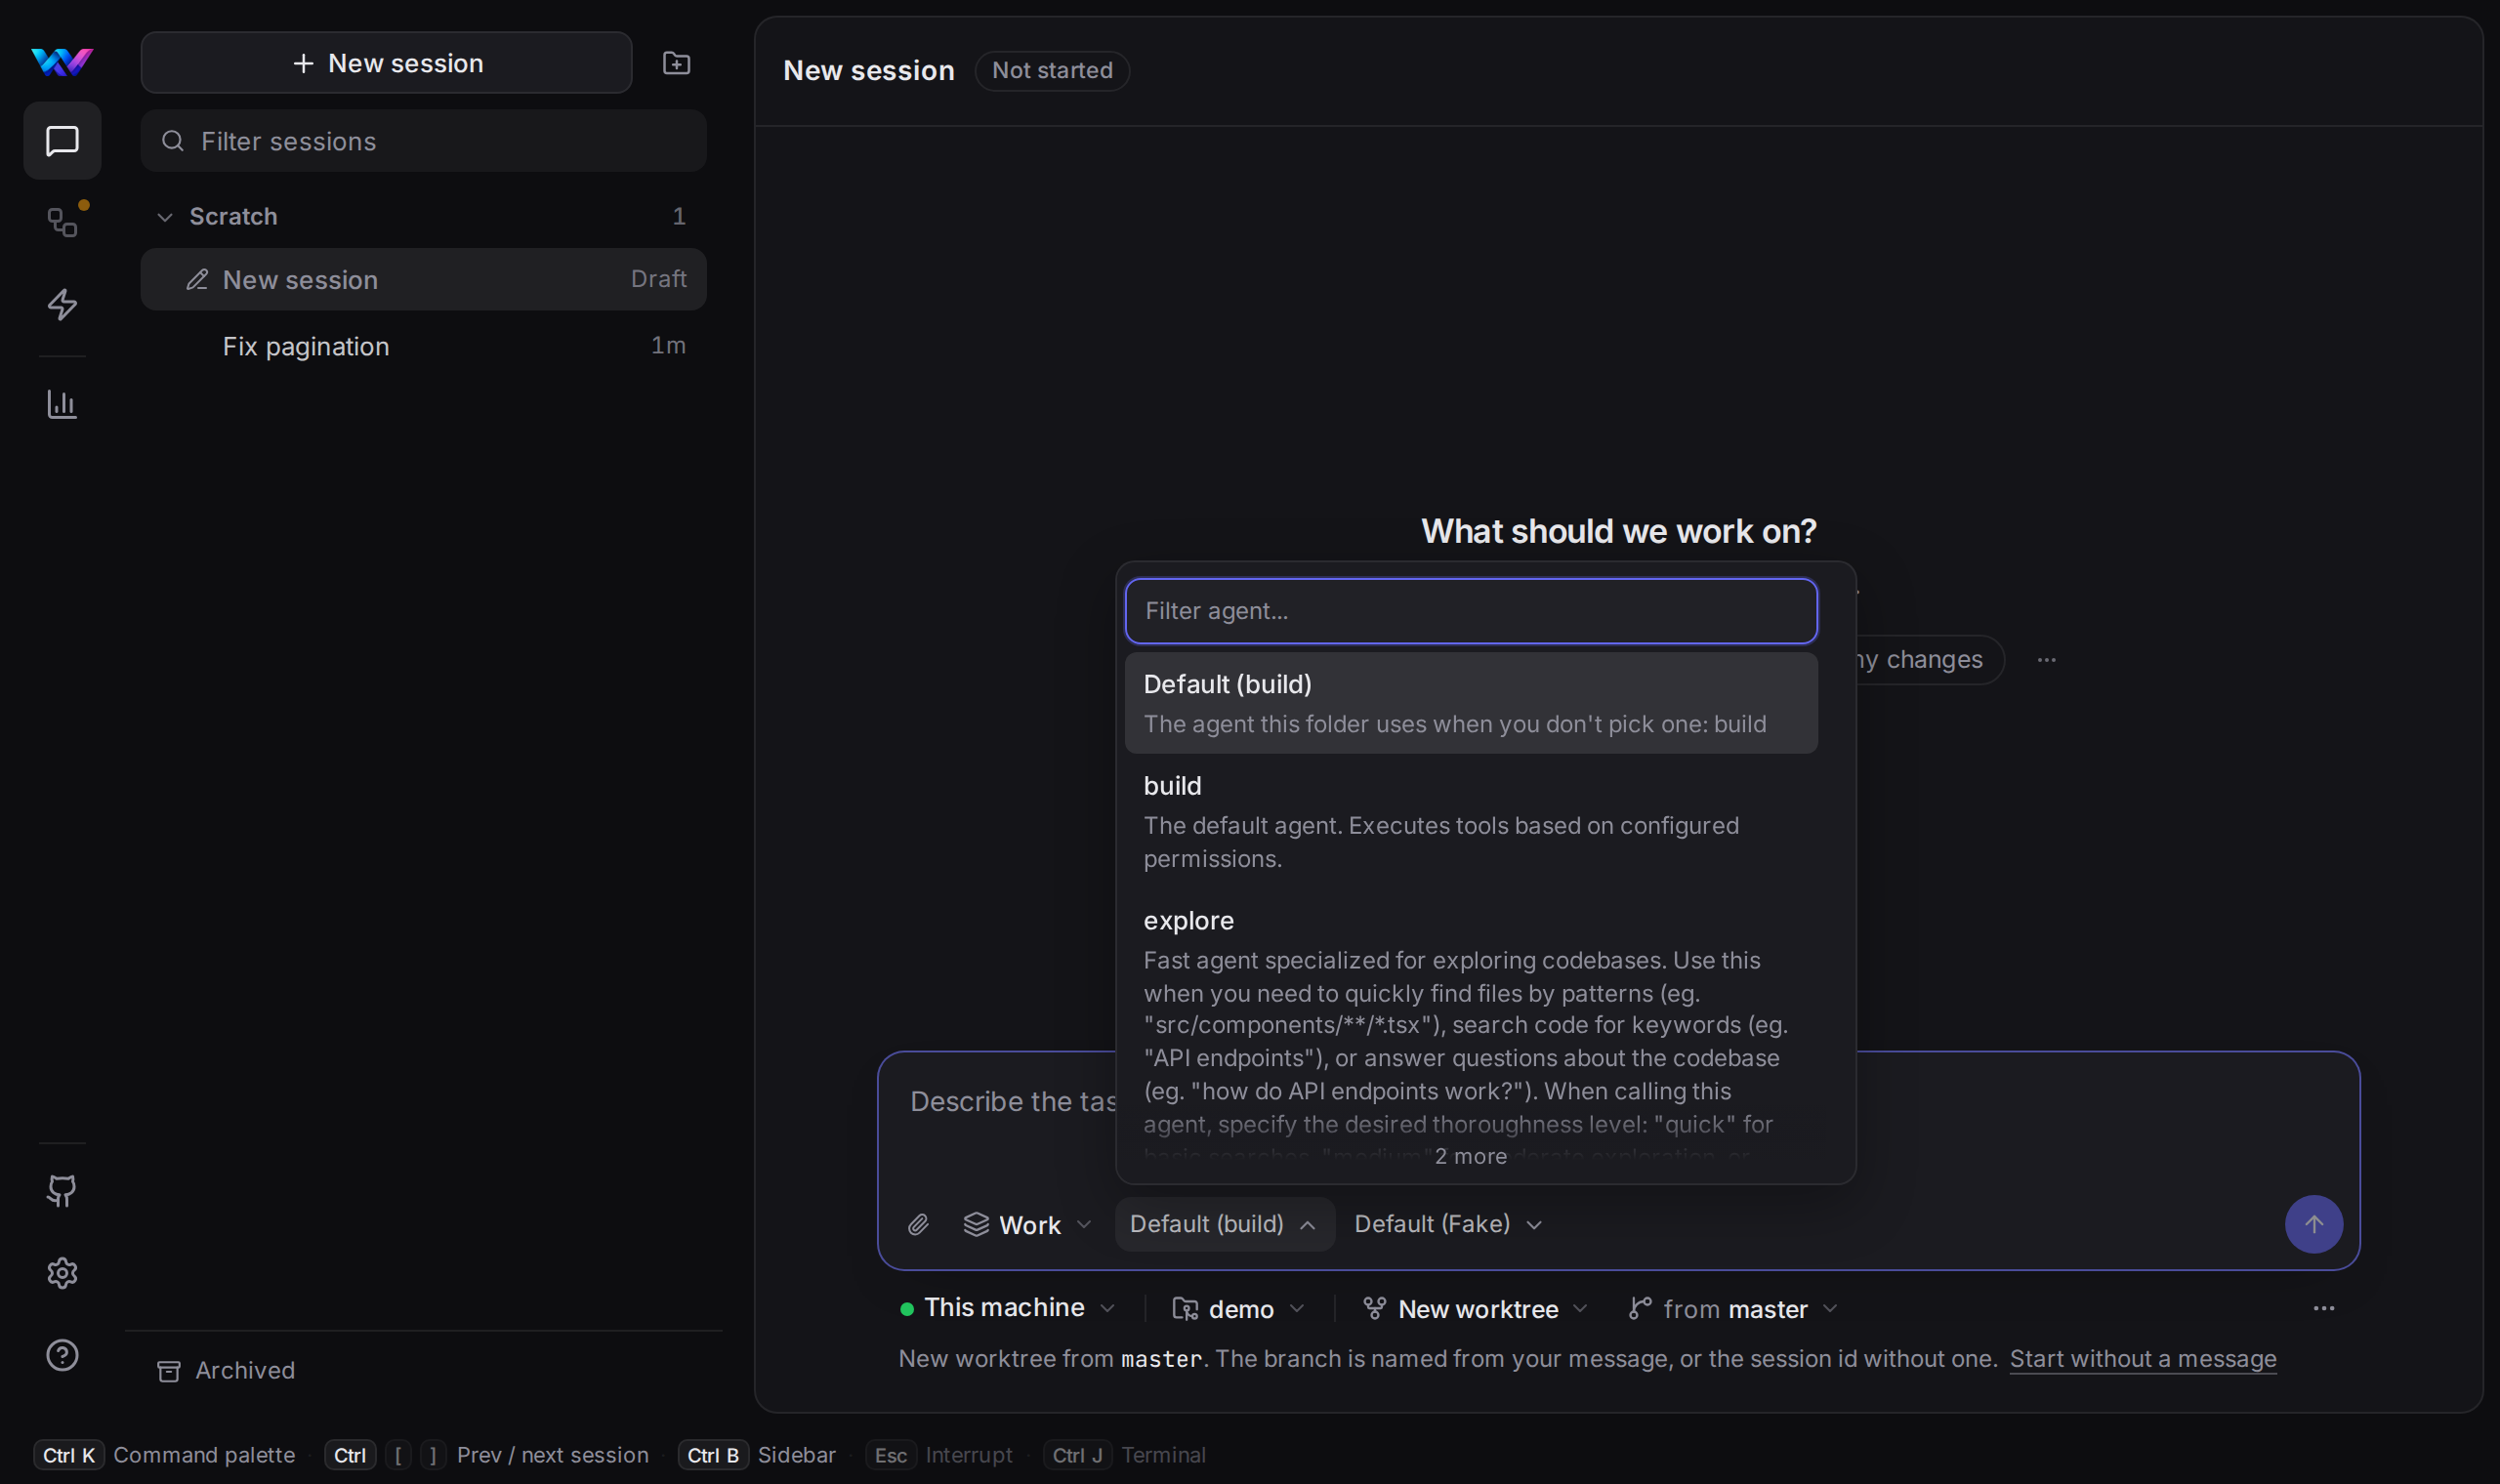 New session
Filter sessions
Scratch 1
New session Draft
Fix pagination 1m
Archived
New session Not started
What should we work on?
Filter agent...
my changes
Default (build)
The agent this folder uses when you don't pick one: build
build
The default agent. Executes tools based on configured
permissions.
explore
Fast agent specialized for exploring codebases. Use this
when you need to quickly find files by patterns (eg.
"src/components/**/*.tsx"), search code for keywords (eg.
"API endpoints"), or answer questions about the codebase
(eg. "how do API endpoints work?"). When calling this
agent, specify the desired thoroughness level: "quick" for
basic searches, "medium"
2 more
Describe the
Work Default (build) Default (Fake)
This machine demo New worktree from master
New worktree from master. The branch is named from your message, or the session id without one. Start without a message
Ctrl K Command palette · Ctrl [ ] Prev / next session · Ctrl B Sidebar · Esc Interrupt · Ctrl J Terminal